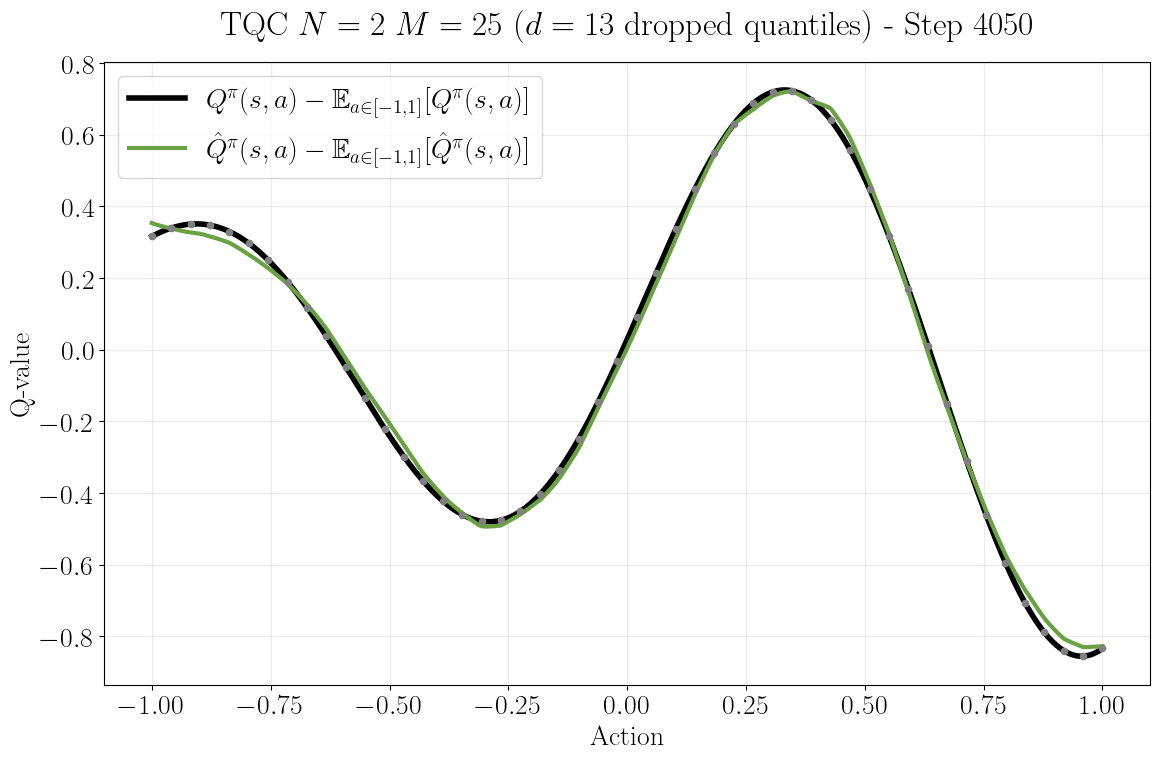 TQC N = 2 M = 25 (d = 13 dropped quantiles) - Step 4050
Q^π(s, a) − 𝔼_{a∈[−1,1]}[Q^π(s, a)]
Q̂^π(s, a) − 𝔼_{a∈[−1,1]}[Q̂^π(s, a)]
0.8
0.6
0.4
0.2
0.0
−0.2
−0.4
−0.6
−0.8
Q-value
−1.00 −0.75 −0.50 −0.25 0.00 0.25 0.50 0.75 1.00
Action